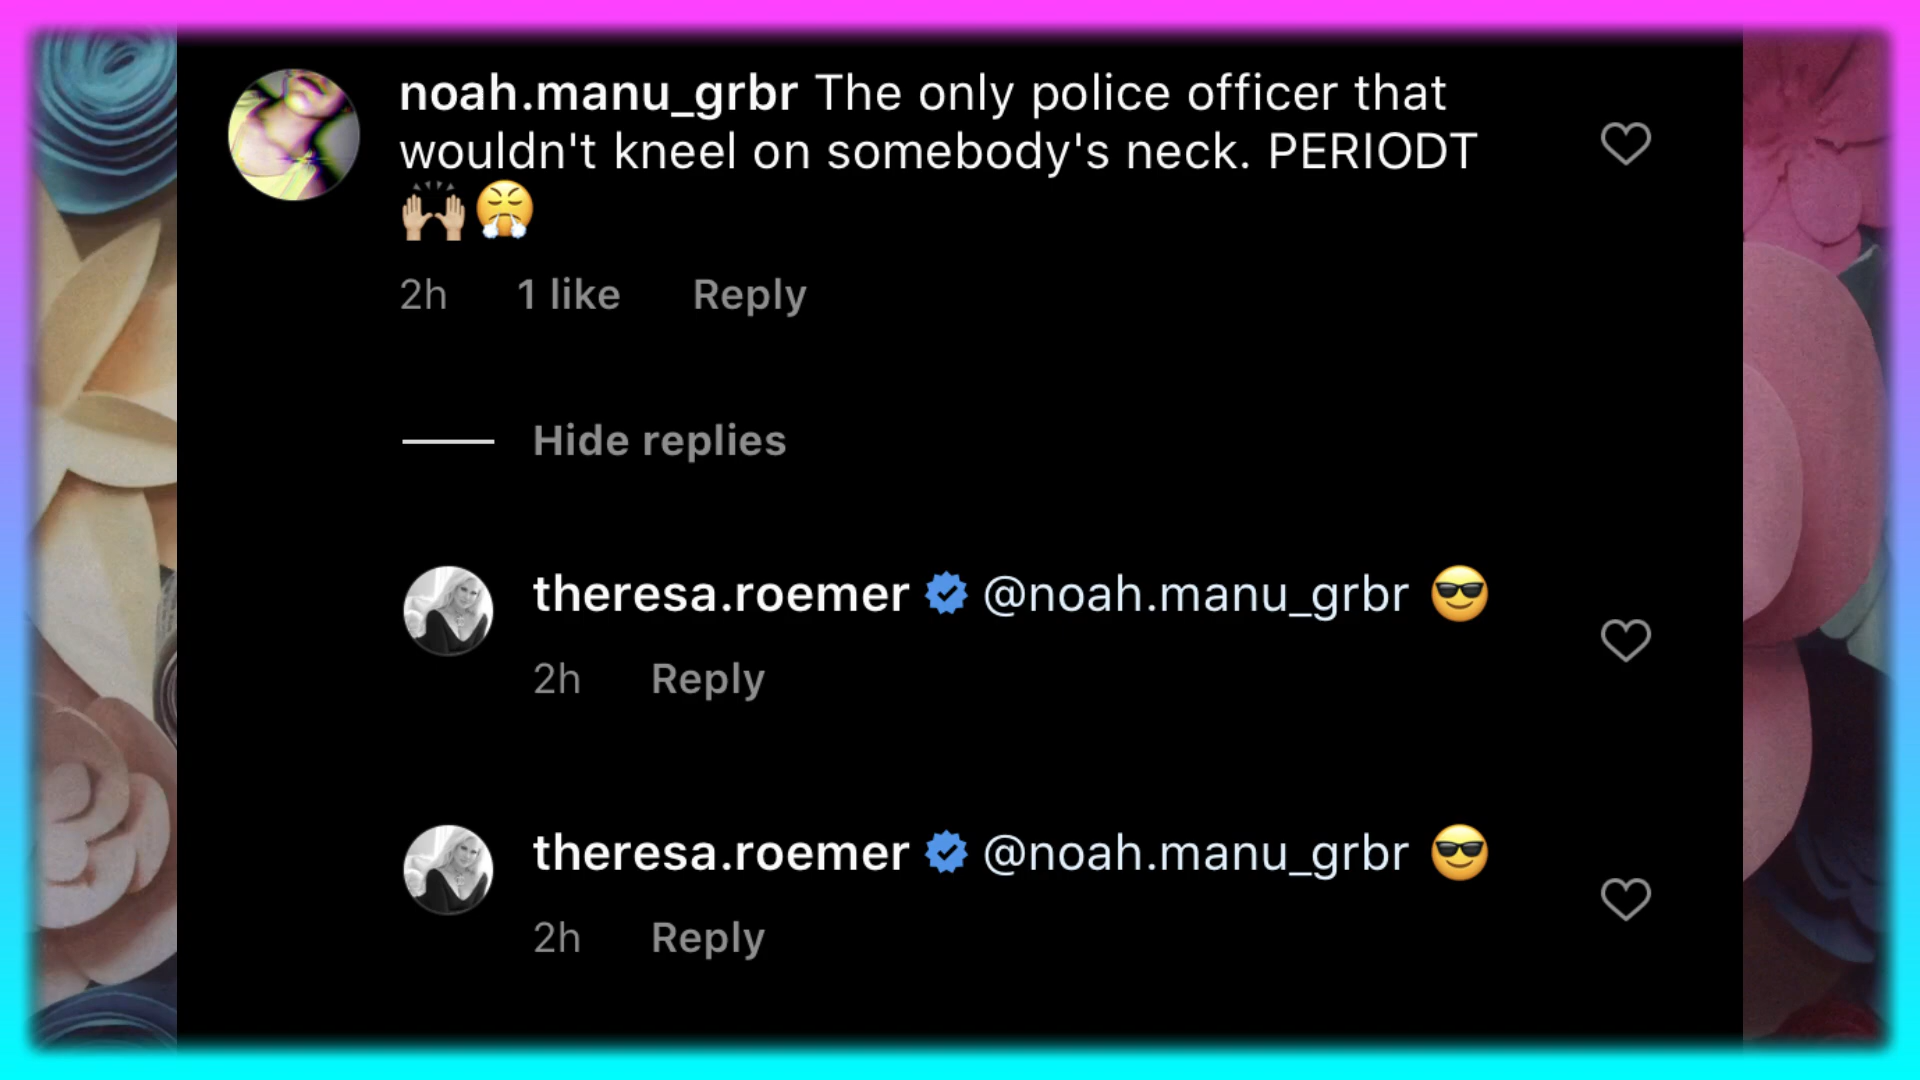 noah.manu_grbr The only police officer that
wouldn't kneel on somebody's neck. PERIODT
🙌🏼😤
2h 1 like Reply
Hide replies
theresa.roemer @noah.manu_grbr 😎
2h Reply
theresa.roemer @noah.manu_grbr 😎
2h Reply